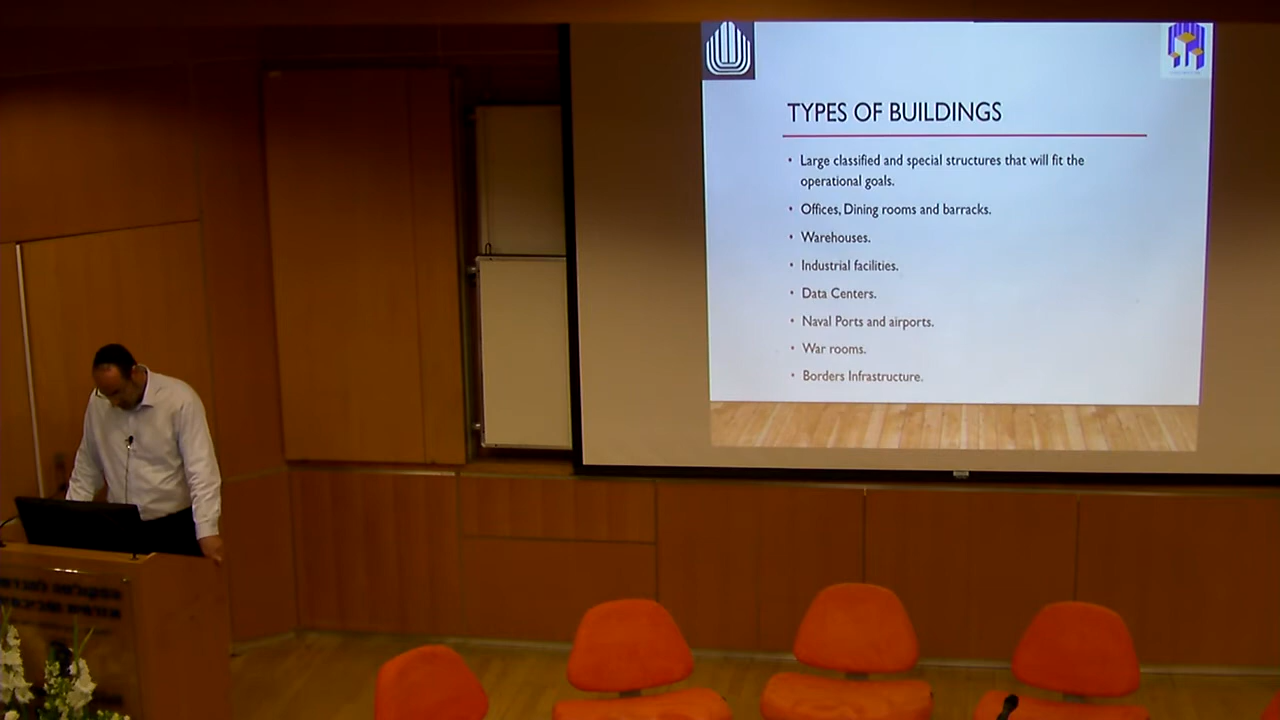 TYPES OF BUILDINGS
• Large classified and special structures that will fit the
operational goals.
• Offices, Dining rooms and barracks.
• Warehouses.
• Industrial facilities.
• Data Centers.
• Naval Ports and airports.
• War rooms.
• Borders Infrastructure.